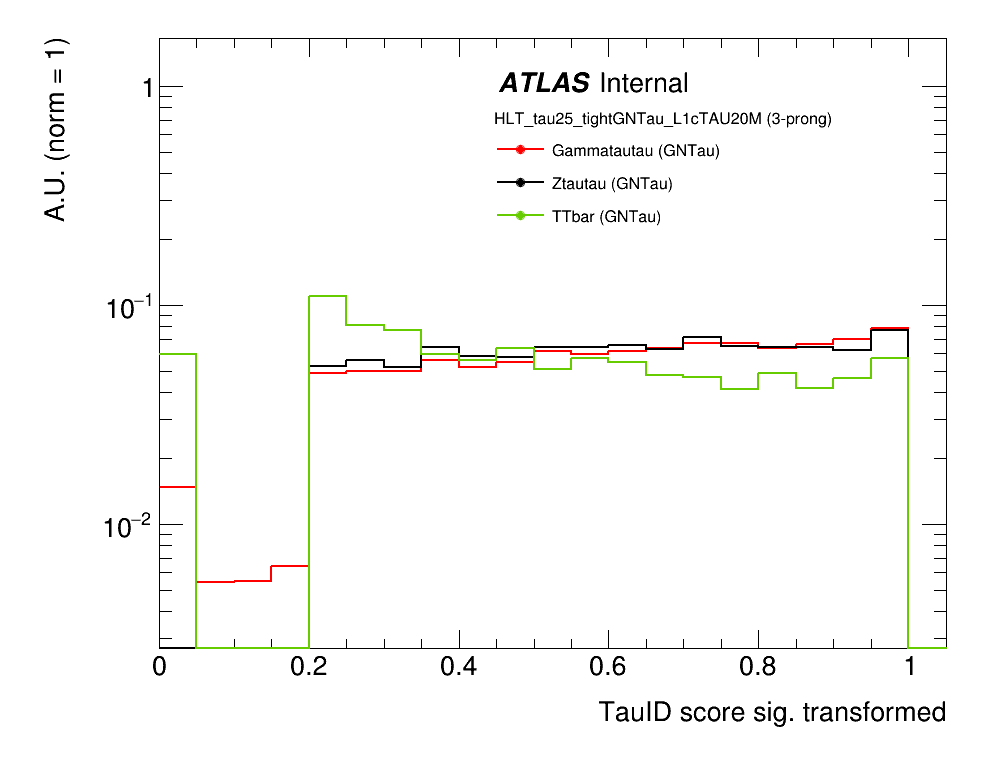 A.U. (norm = 1)
ATLAS Internal
HLT_tau25_tightGNTau_L1cTAU20M (3-prong)
Gammatautau (GNTau)
Ztautau (GNTau)
TTbar (GNTau)
1
10⁻¹
10⁻²
0 0.2 0.4 0.6 0.8 1
TauID score sig. transformed